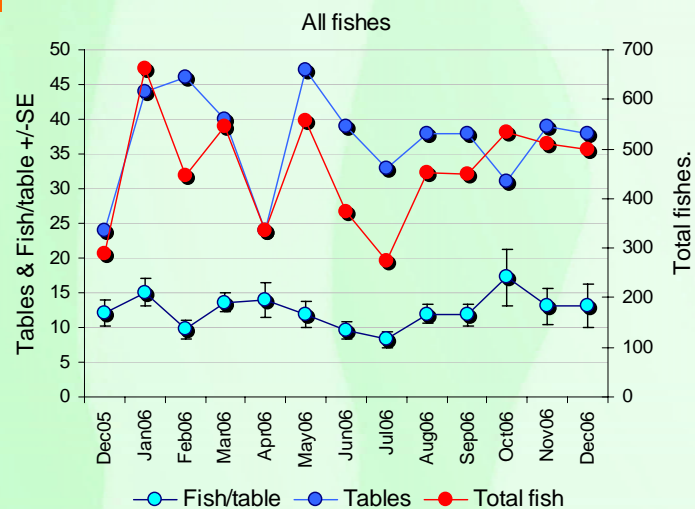 All fishes
Tables & Fish/table +/-SE
50
45
40
35
30
25
20
15
10
5
0
700
600
500
400
300
200
100
0
Total fishes.
Dec05
Jan06
Feb06
Mar06
Apr06
May06
Jun06
Jul06
Aug06
Sep06
Oct06
Nov06
Dec06
Fish/table Tables Total fish